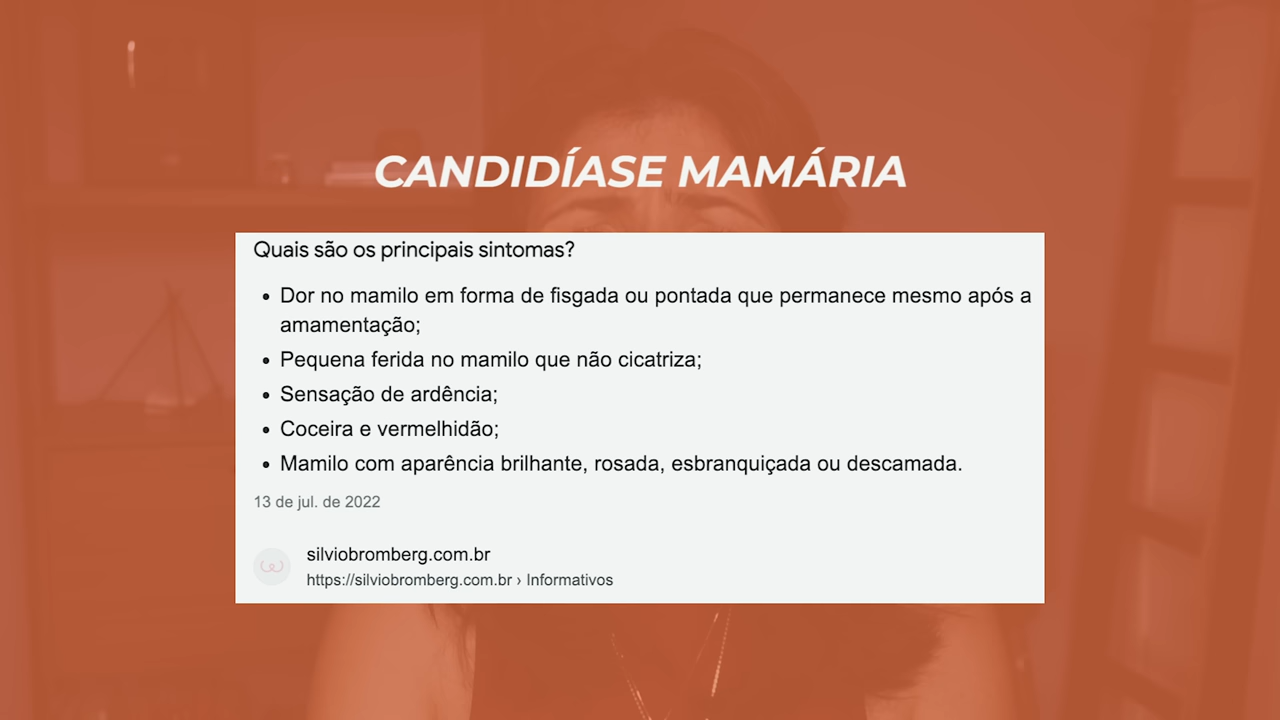 CANDIDÍASE MAMÁRIA
Quais são os principais sintomas?
• Dor no mamilo em forma de fisgada ou pontada que permanece mesmo após a
amamentação;
• Pequena ferida no mamilo que não cicatriza;
• Sensação de ardência;
• Coceira e vermelhidão;
• Mamilo com aparência brilhante, rosada, esbranquiçada ou descamada.
13 de jul. de 2022
silviobromberg.com.br
https://silviobromberg.com.br › Informativos